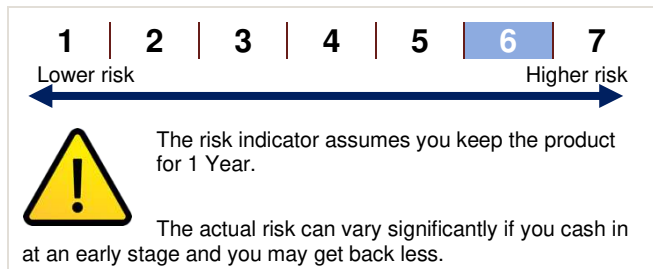 1 2 3 4 5 6 7
Lower risk Higher risk
The risk indicator assumes you keep the product
for 1 Year.
The actual risk can vary significantly if you cash in
at an early stage and you may get back less.